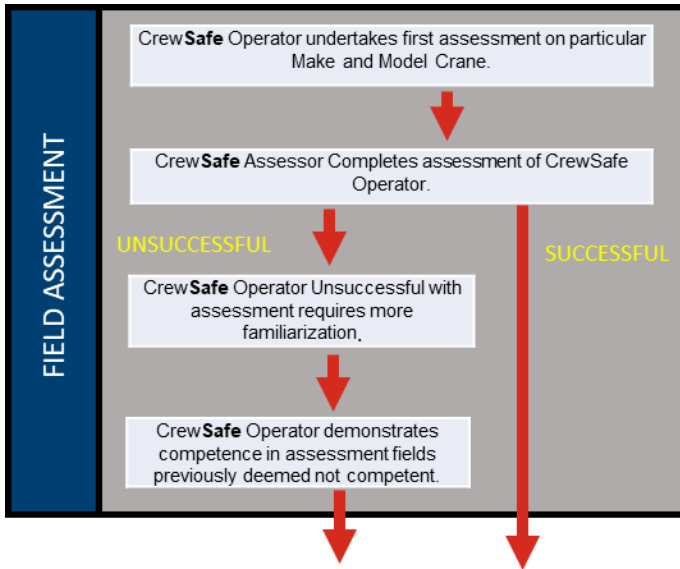 FIELD ASSESSMENT
CrewSafe Operator undertakes first assessment on particular
Make and Model Crane.
CrewSafe Assessor Completes assessment of CrewSafe
Operator.
UNSUCCESSFUL
SUCCESSFUL
CrewSafe Operator Unsuccessful with
assessment requires more
familiarization.
CrewSafe Operator demonstrates
competence in assessment fields
previously deemed not competent.